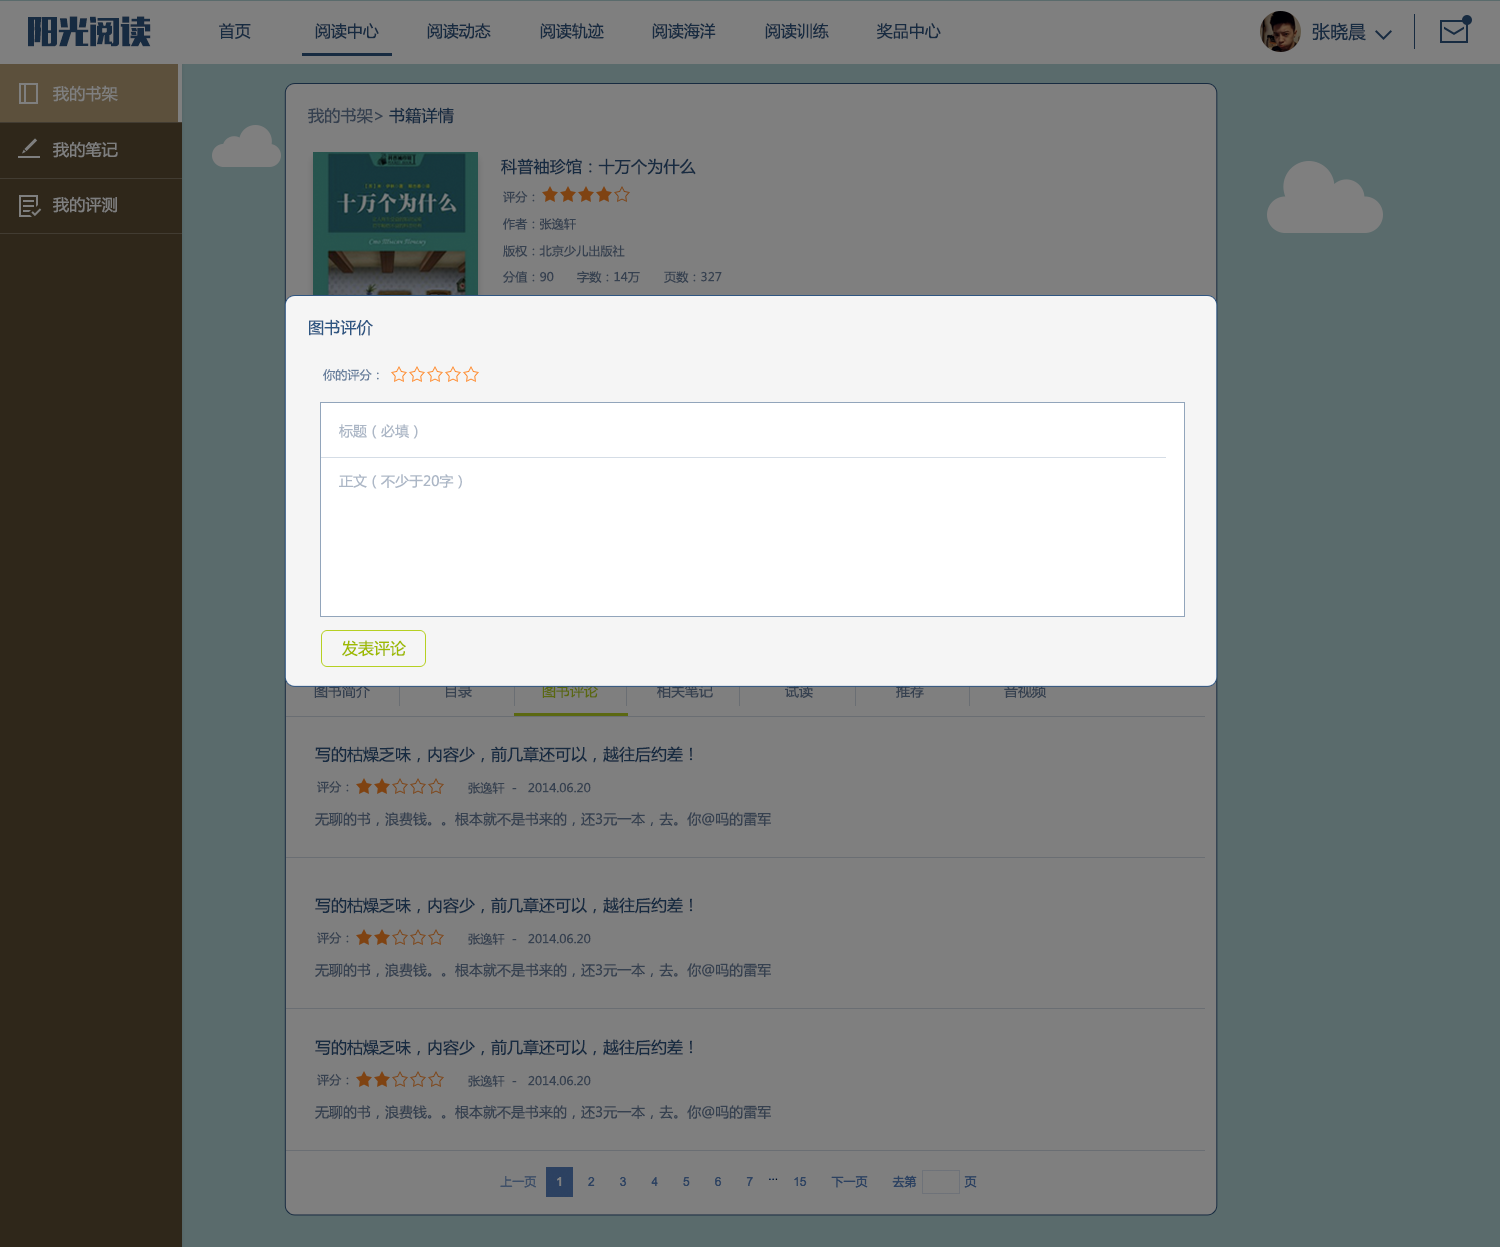 阳光阅读
首页 阅读中心 阅读动态 阅读轨迹 阅读海洋 阅读训练 奖品中心 张晓晨
我的书架
我的笔记
我的评测
我的书架> 书籍详情
十万个为什么
科普袖珍馆：十万个为什么
评分：
作者：张逸轩
版权：北京少儿出版社
分值：90 字数：14万 页数：327
图书评价
你的评分：
标题（必填）
正文（不少于20字）
发表评论
图书简介 目录 图书评论 相关笔记 试读 推荐 音视频
写的枯燥乏味，内容少，前几章还可以，越往后约差！
评分： 张逸轩 - 2014.06.20
无聊的书，浪费钱。。根本就不是书来的，还3元一本，去。你@吗的雷军
写的枯燥乏味，内容少，前几章还可以，越往后约差！
评分： 张逸轩 - 2014.06.20
无聊的书，浪费钱。。根本就不是书来的，还3元一本，去。你@吗的雷军
写的枯燥乏味，内容少，前几章还可以，越往后约差！
评分： 张逸轩 - 2014.06.20
无聊的书，浪费钱。。根本就不是书来的，还3元一本，去。你@吗的雷军
上一页 1 2 3 4 5 6 7 ... 15 下一页 去第 页